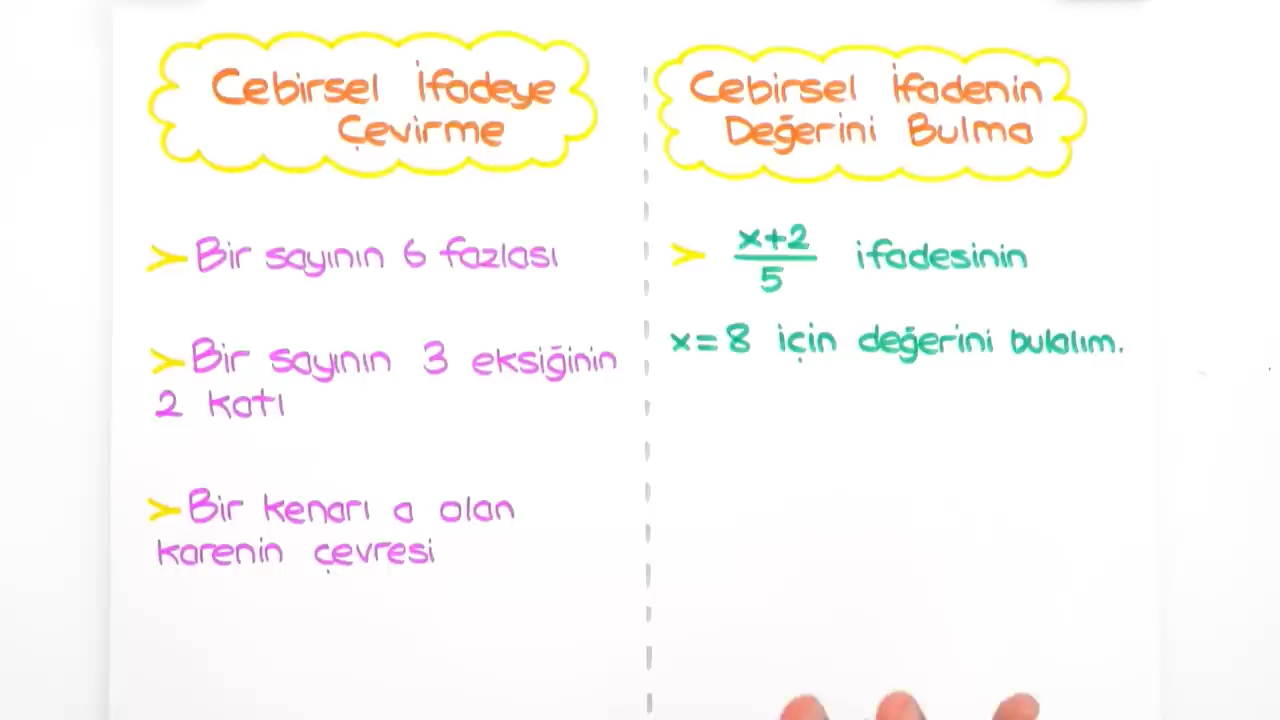 Cebirsel İfadeye
Çevirme
➢ Bir sayının 6 fazlası
➢ Bir sayının 3 eksiğinin
2 katı
➢ Bir kenarı a olan
karenin çevresi
Cebirsel İfadenin
Değerini Bulma
➢ x+2
5 ifadesinin
x=8 için değerini bulalım.